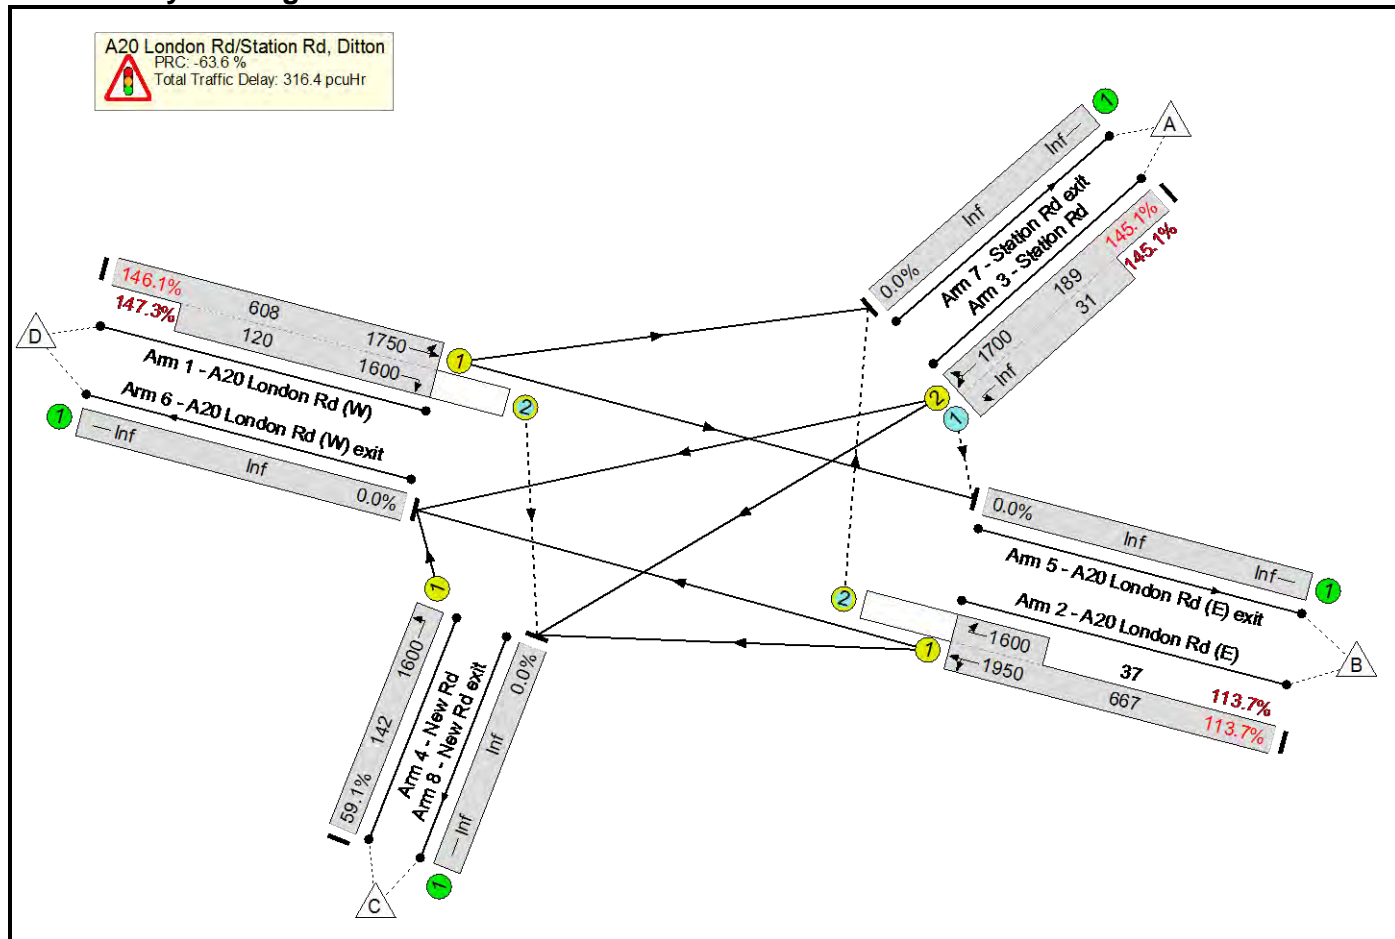 A20 London Rd/Station Rd, Ditton
PRC: -63.6 %
Total Traffic Delay: 316.4 pcuHr
1
A
Inf
Inf
0.0%
Arm 7 - Station Rd exit
Arm 3 - Station Rd
145.1%
145.1%
189
31
1700
Inf
2
1
146.1%
147.3%
608
120
1750
1600
1
2
D
Arm 1 - A20 London Rd (W)
Arm 6 - A20 London Rd (W) exit
1
Inf
Inf
0.0%
0.0%
Inf
Inf
1
Arm 5 - A20 London Rd (E) exit
Arm 2 - A20 London Rd (E)
B
2
1
1600
1950
37
667
113.7%
113.7%
1
1600
142
59.1%
Arm 4 - New Rd
Arm 8 - New Rd exit
0.0%
Inf
Inf
1
C